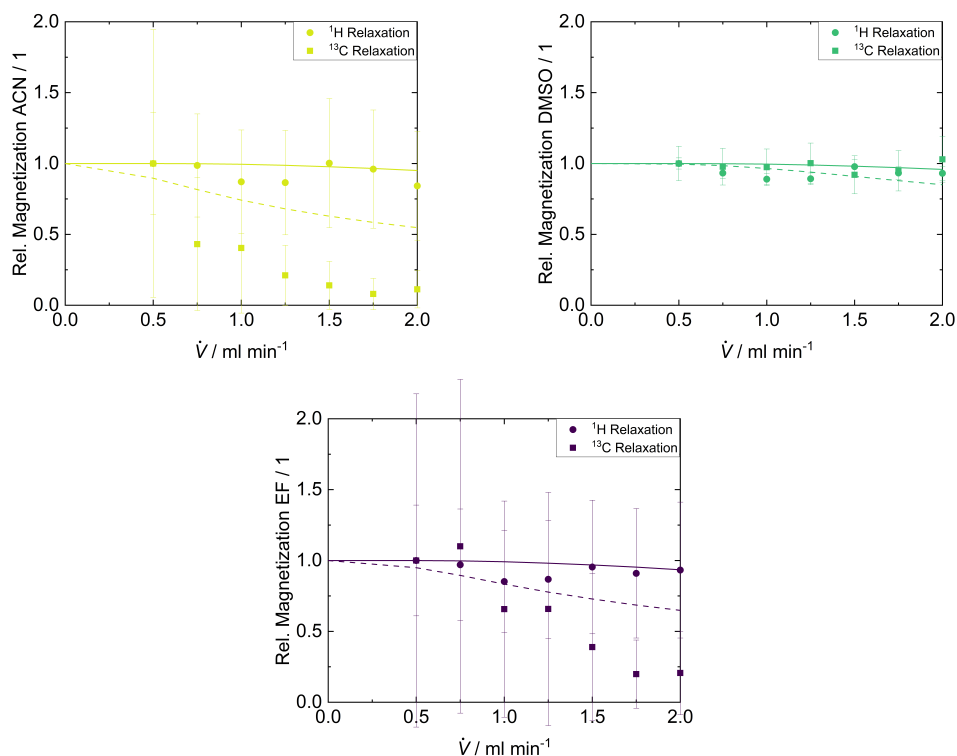 Rel. Magnetization ACN / 1
2.0
1.5
1.0
0.5
0.0
0.0 0.5 1.0 1.5 2.0
V̇ / ml min⁻¹
¹H Relaxation
¹³C Relaxation
Rel. Magnetization DMSO / 1
2.0
1.5
1.0
0.5
0.0
0.0 0.5 1.0 1.5 2.0
V̇ / ml min⁻¹
¹H Relaxation
¹³C Relaxation
Rel. Magnetization EF / 1
2.0
1.5
1.0
0.5
0.0
0.0 0.5 1.0 1.5 2.0
V̇ / ml min⁻¹
¹H Relaxation
¹³C Relaxation